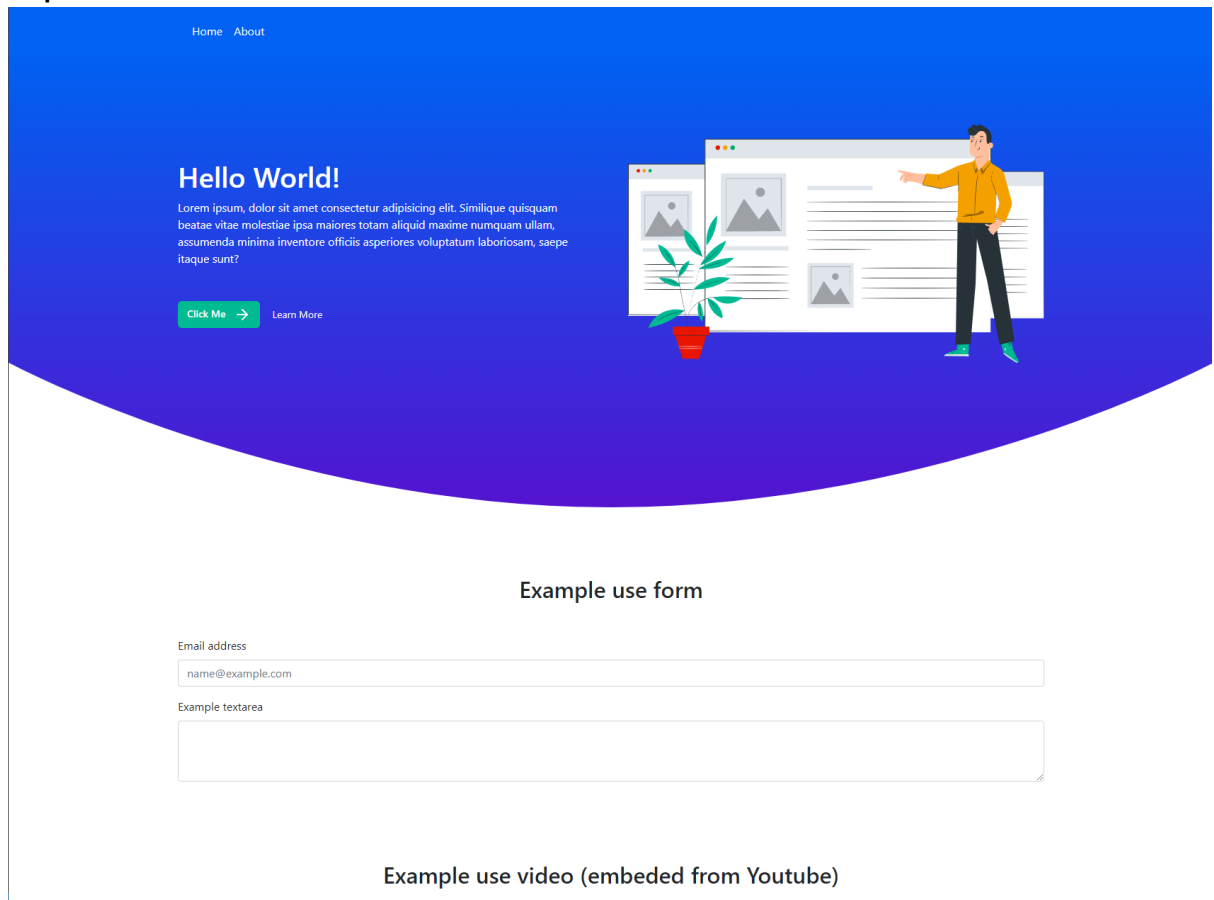 Home About
Hello World!
Lorem ipsum, dolor sit amet consectetur adipisicing elit. Similique quisquam
beatae vitae molestiae ipsa maiores totam aliquid maxime numquam ullam,
assumenda minima inventore officiis asperiores voluptatum laboriosam, saepe
itaque sunt?
Click Me → Learn More
Example use form
Email address
name@example.com
Example textarea
Example use video (embeded from Youtube)